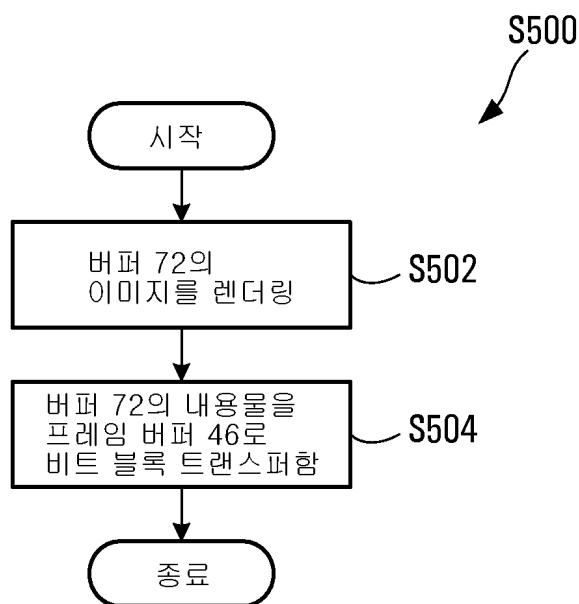 S500
시작
버퍼 72의
이미지를 렌더링
S502
버퍼 72의 내용물을
프레임 버퍼 46로
비트 블록 트랜스퍼함
S504
종료